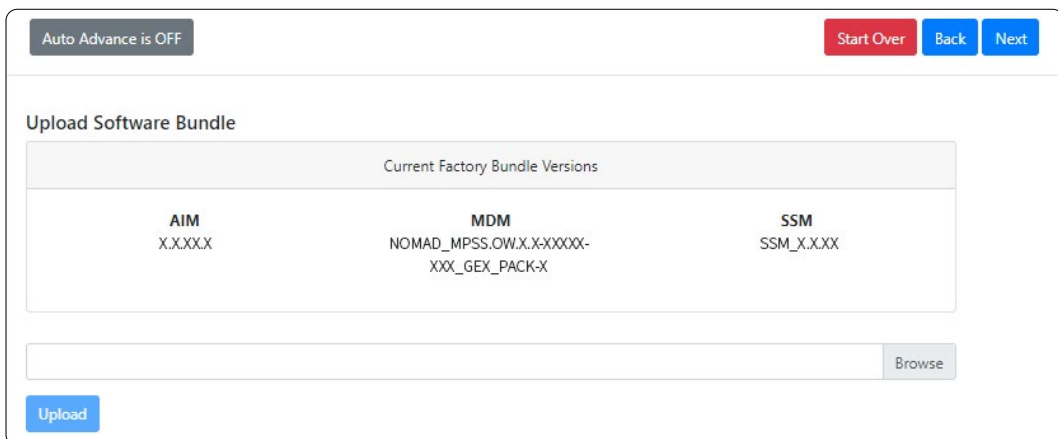 Auto Advance is OFF
Start Over
Back
Next
Upload Software Bundle
Current Factory Bundle Versions
AIM
X.X.XX.X
MDM
NOMAD_MPSS.OW.X.X-XXXXX-
XXX_GEX_PACK-X
SSM
SSM_X.X.XX
Browse
Upload